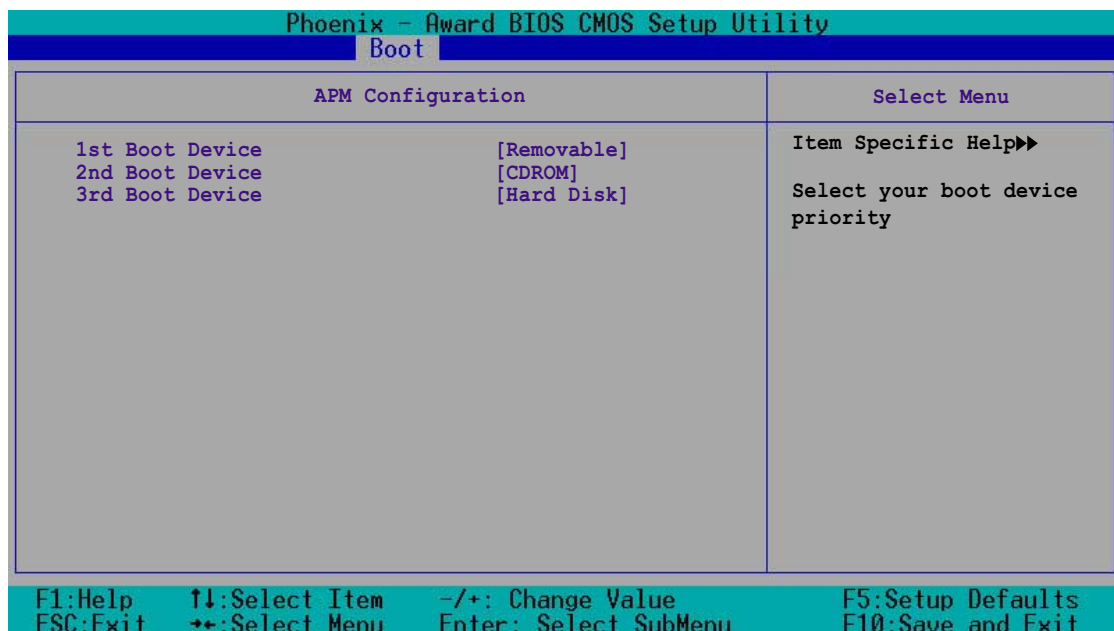 Phoenix - Award BIOS CMOS Setup Utility
Boot
APM Configuration
Select Menu
1st Boot Device [Removable]
2nd Boot Device [CDROM]
3rd Boot Device [Hard Disk]
Item Specific Help▶▶
Select your boot device
priority
F1:Help ↑↓:Select Item -/+: Change Value F5:Setup Defaults
ESC:Exit →←:Select Menu Enter: Select SubMenu F10:Save and Exit